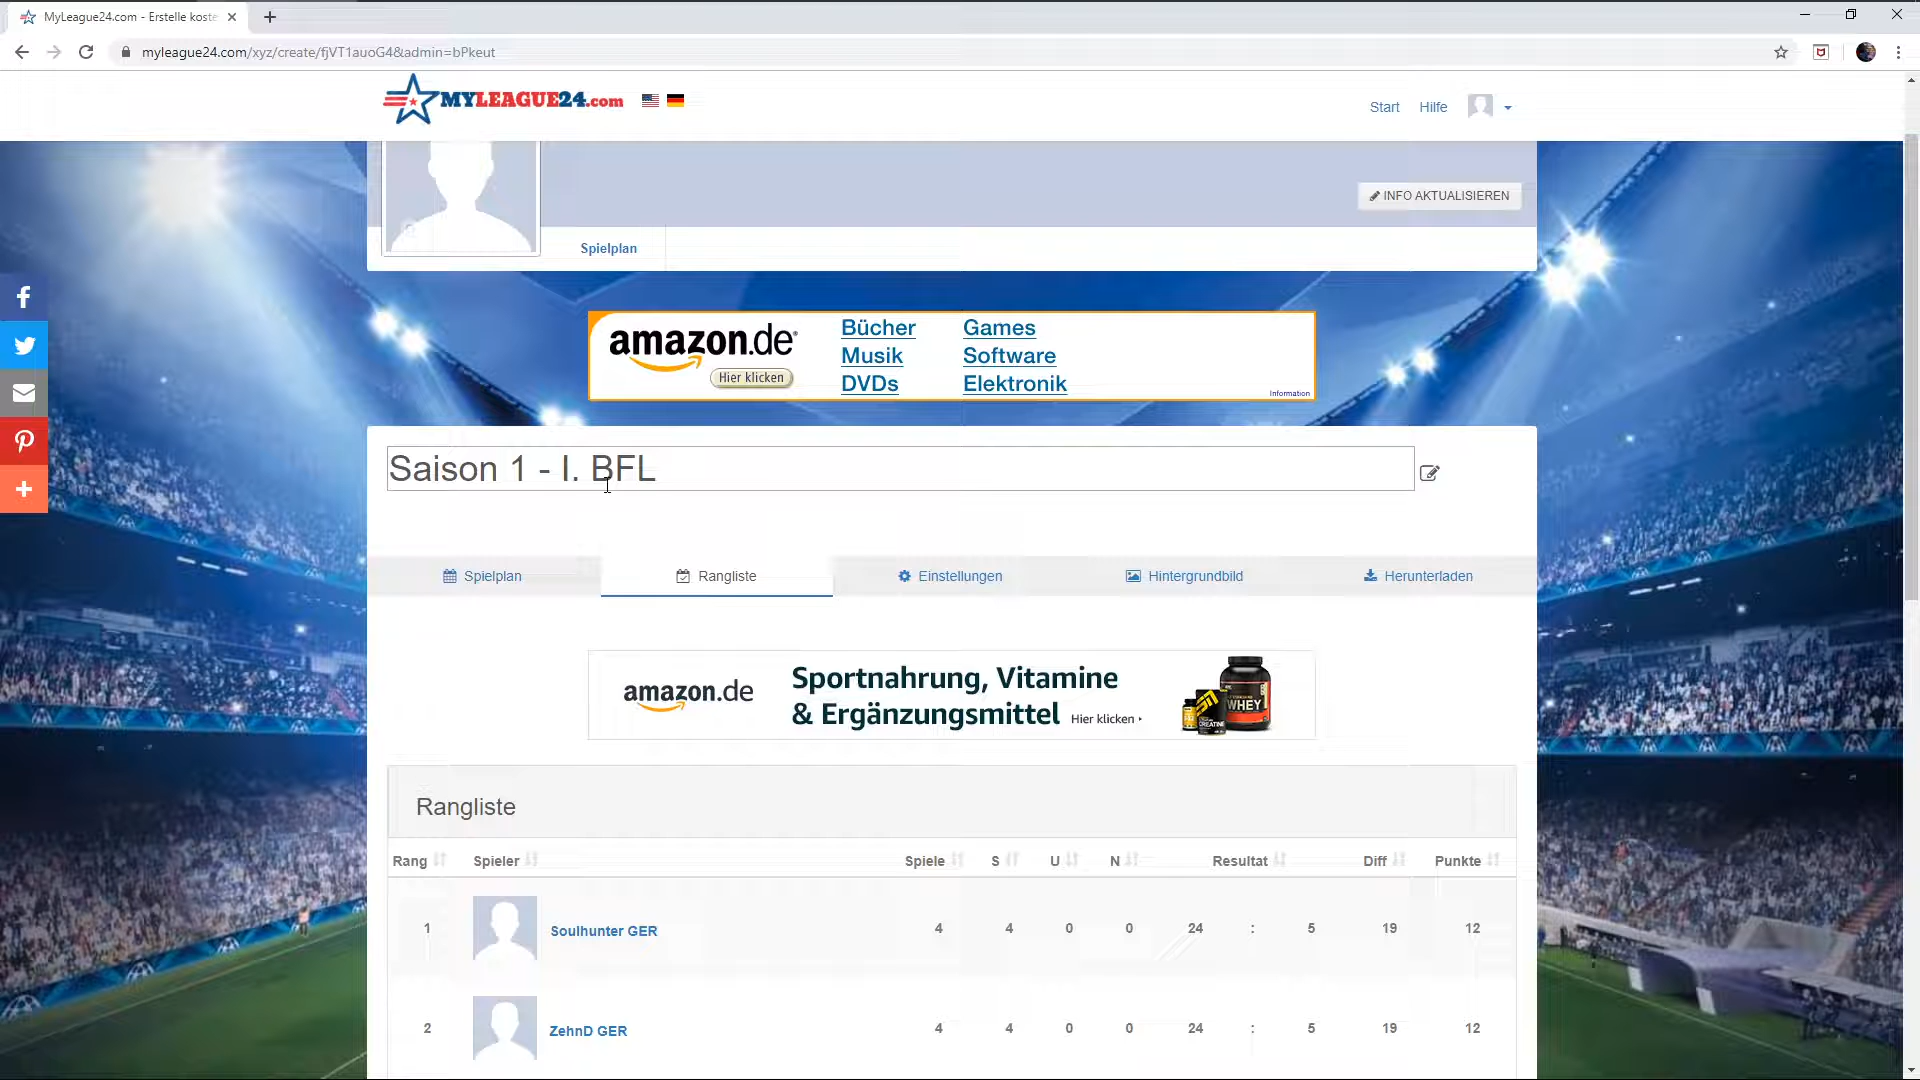 MyLeague24.com - Erstelle koste
myleague24.com/xyz/create/fjVT1auoG4&admin=bPkeut
MYLEAGUE24.com
Start Hilfe
INFO AKTUALISIEREN
Spielplan
amazon.de
Hier klicken
Bücher Games
Musik Software
DVDs Elektronik
Information
Saison 1 - I. BFL
Spielplan Rangliste Einstellungen Hintergrundbild Herunterladen
amazon.de
Sportnahrung, Vitamine
& Ergänzungsmittel Hier klicken
WHEY
CREATINE
Rangliste
Rang Spieler Spiele S U N Resultat Diff Punkte
1 Soulhunter GER 4 4 0 0 24 : 5 19 12
2 ZehnD GER 4 4 0 0 24 : 5 19 12